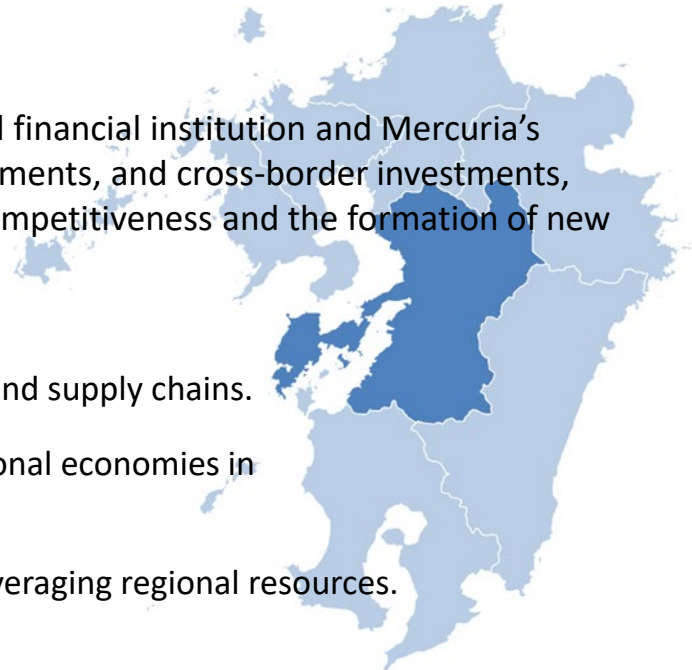 financial institution and Mercuria’s
ments, and cross-border investments,
mpetitiveness and the formation of new
nd supply chains.
onal economies in
veraging regional resources.